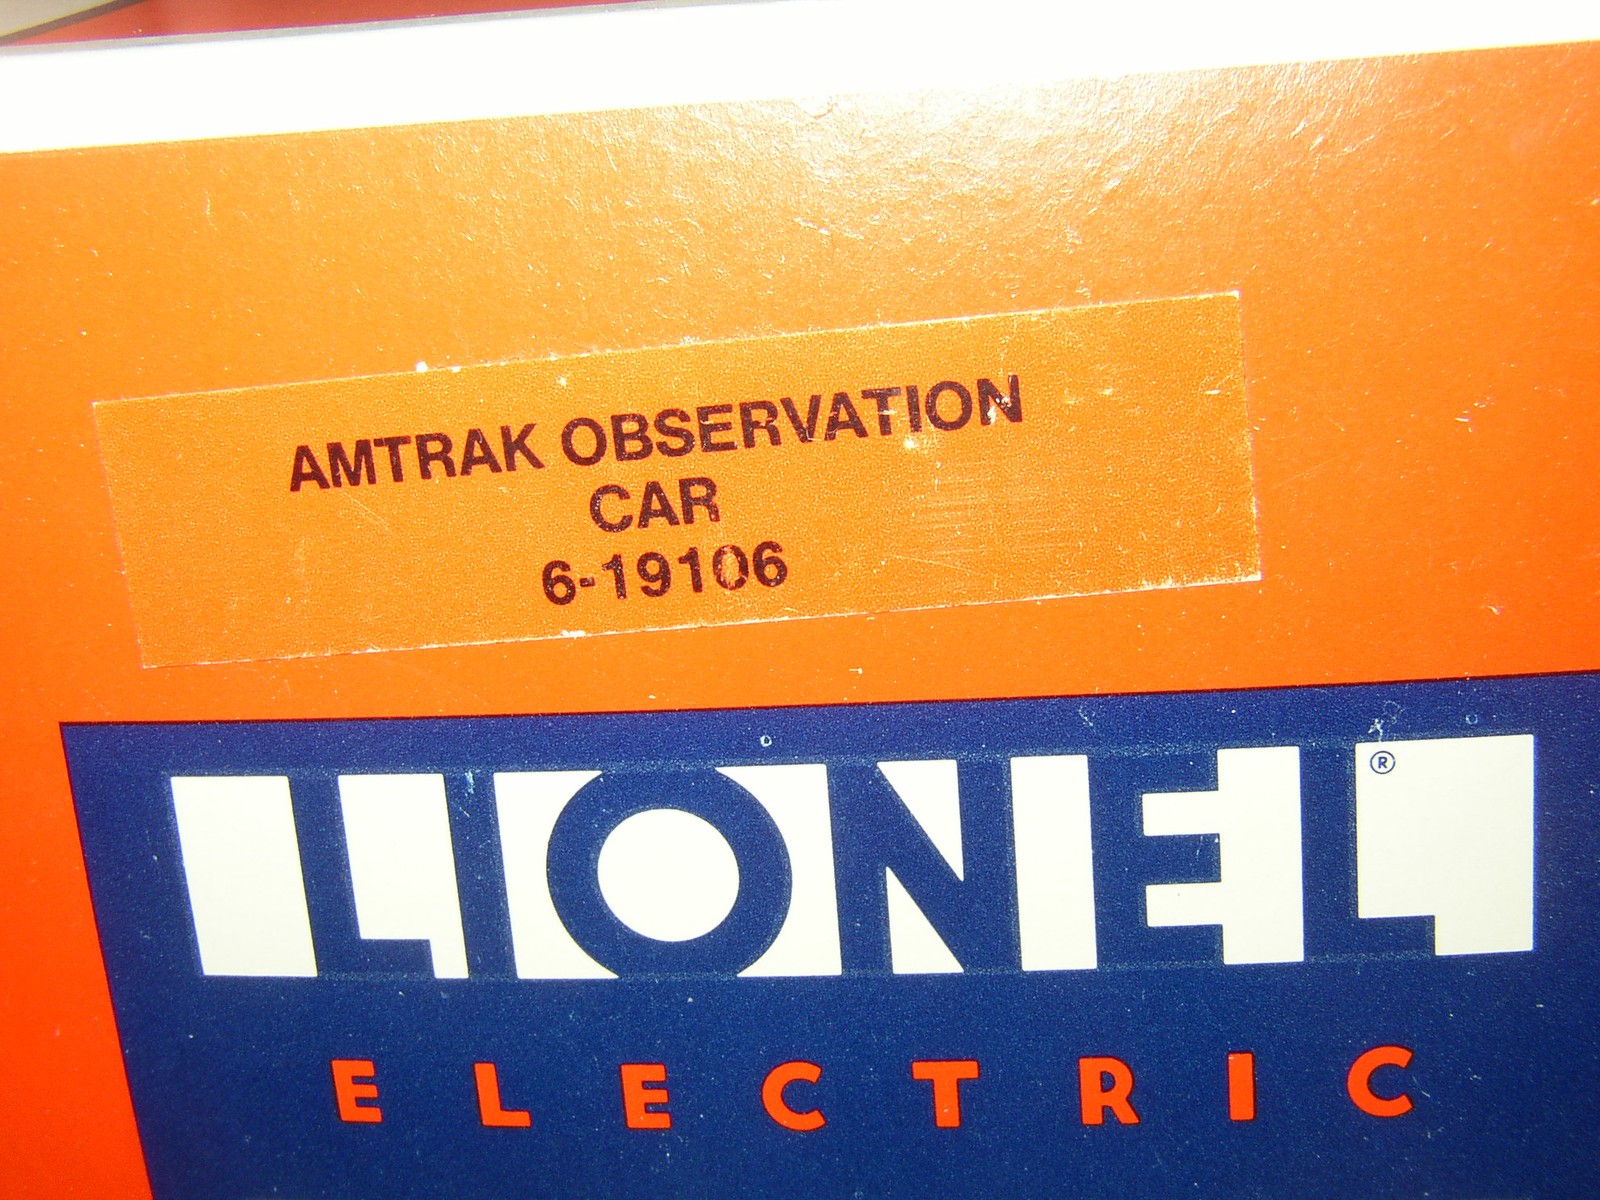 AMTRAK OBSERVATION
CAR
6-19106
LIONEL®
ELECTRIC